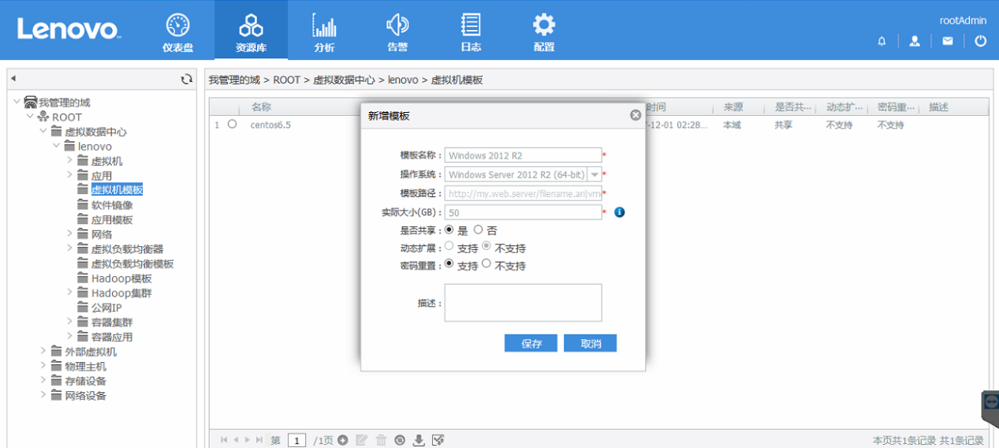 Lenovo
仪表盘
资源库
分析
告警
日志
配置
rootAdmin
我管理的域
ROOT
虚拟数据中心
lenovo
虚拟机
应用
虚拟机模板
软件镜像
应用模板
网络
虚拟负载均衡器
虚拟负载均衡模板
Hadoop模板
Hadoop集群
公网IP
容器集群
容器应用
外部虚拟机
物理主机
存储设备
网络设备
我管理的域 > ROOT > 虚拟数据中心 > lenovo > 虚拟机模板
名称 时间 来源 是否共... 动态扩... 密码重... 描述
1 centos6.5 -12-01 02:28... 本域 共享 不支持 不支持
新增模板
模板名称： Windows 2012 R2 *
操作系统： Windows Server 2012 R2 (64-bit) *
模板路径： http://my.web.server/filename.ari|vm *
实际大小(GB)： 50 *
是否共享： 是 否
动态扩展： 支持 不支持
密码重置： 支持 不支持
描述：
保存 取消
第 1 /1页
本页共1条记录 共1条记录